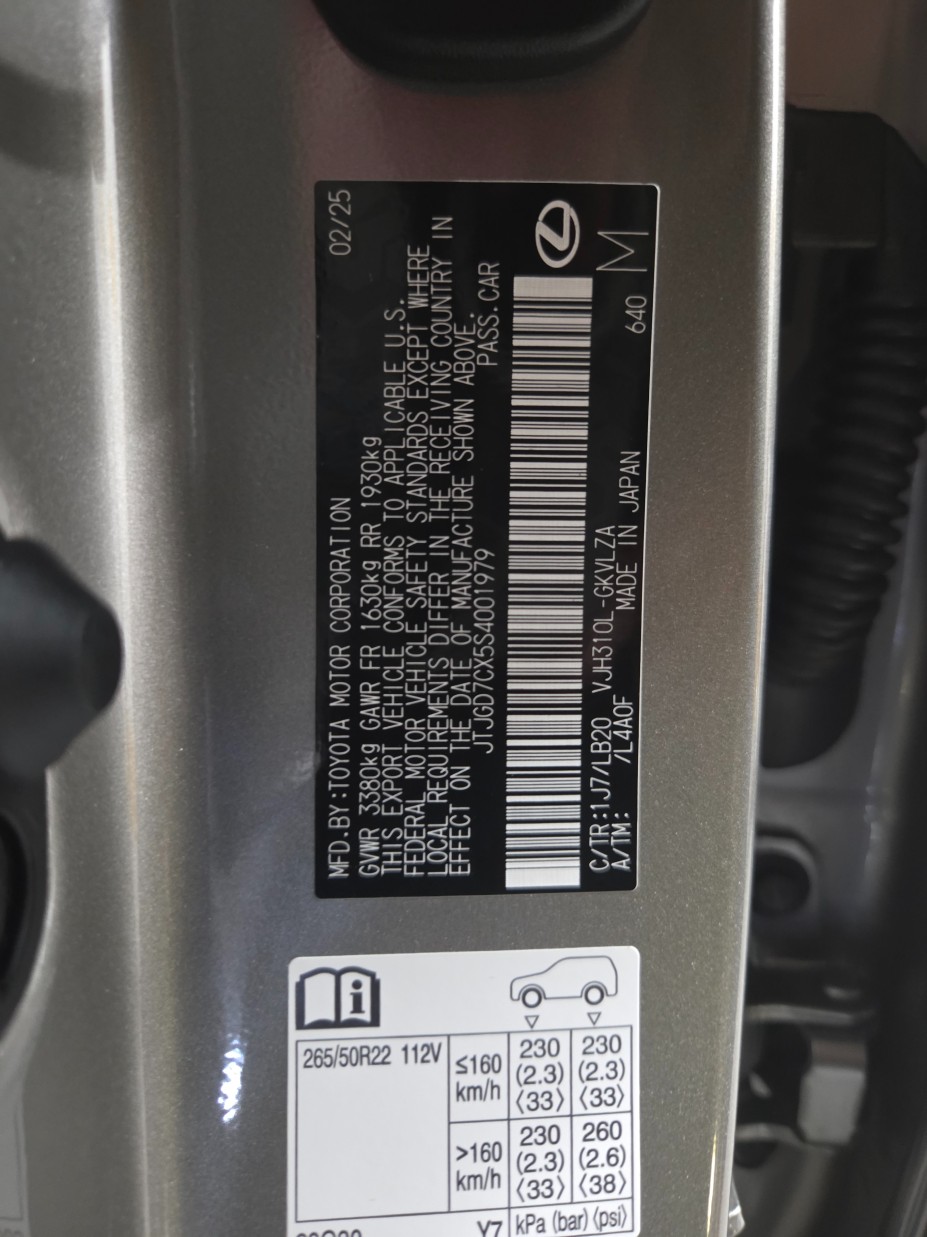 MFD.BY:TOYOTA MOTOR CORPORATION 02/25
GVWR 3380kg GAWR FR 1630kg RR 1930kg
THIS EXPORT VEHICLE CONFORMS TO APPLICABLE U.S.
FEDERAL MOTOR VEHICLE SAFETY STANDARDS EXCEPT WHERE
LOCAL REQUIREMENTS DIFFER IN THE RECEIVING COUNTRY IN
EFFECT ON THE DATE OF MANUFACTURE SHOWN ABOVE.
JTJGD7CX5S4001979 PASS.CAR
C/TR:1J7/LB20 VJH310L-GKVLZA
A/TM: /L4A0F MADE IN JAPAN 640 M
265/50R22 112V
≤160 km/h
230 (2.3) ⟨33⟩
230 (2.3) ⟨33⟩
>160 km/h
230 (2.3) ⟨33⟩
260 (2.6) ⟨38⟩
Y7
kPa (bar) ⟨psi⟩